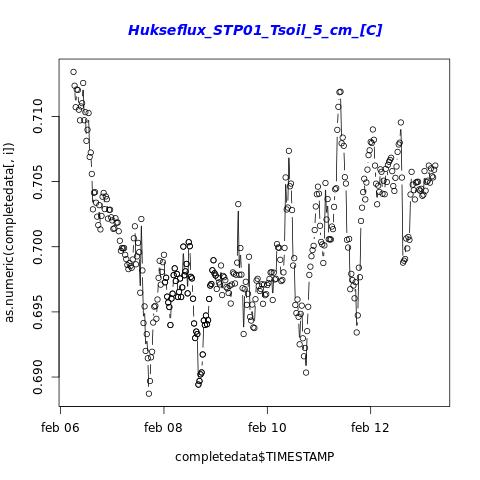 Hukseflux_STP01_Tsoil_5_cm_[C]
as.numeric(completedata[, i])
0.710
0.705
0.700
0.695
0.690
feb 06
feb 08
feb 10
feb 12
completedata$TIMESTAMP